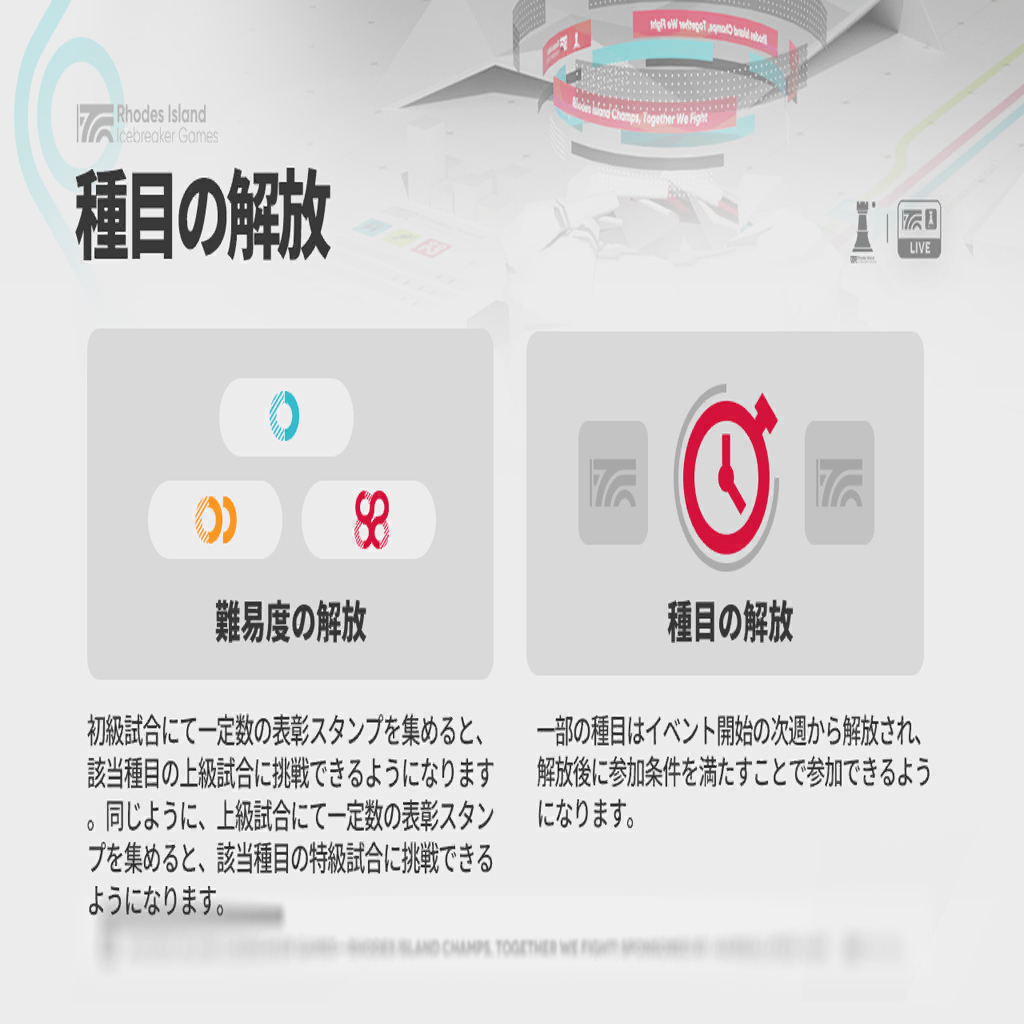 Rhodes Island Champs, Together We Fight
Rhodes Island Champs, Together We Fight
Rhodes Island
Icebreaker Games
種目の解放
LIVE
難易度の解放
種目の解放
初級試合にて一定数の表彰スタンプを集めると、
該当種目の上級試合に挑戦できるようになります
。同じように、上級試合にて一定数の表彰スタン
プを集めると、該当種目の特級試合に挑戦できる
ようになります。
一部の種目はイベント開始の次週から解放され、
解放後に参加条件を満たすことで参加できるよう
になります。
RHODES ISLAND CHAMPS, TOGETHER WE FIGHT